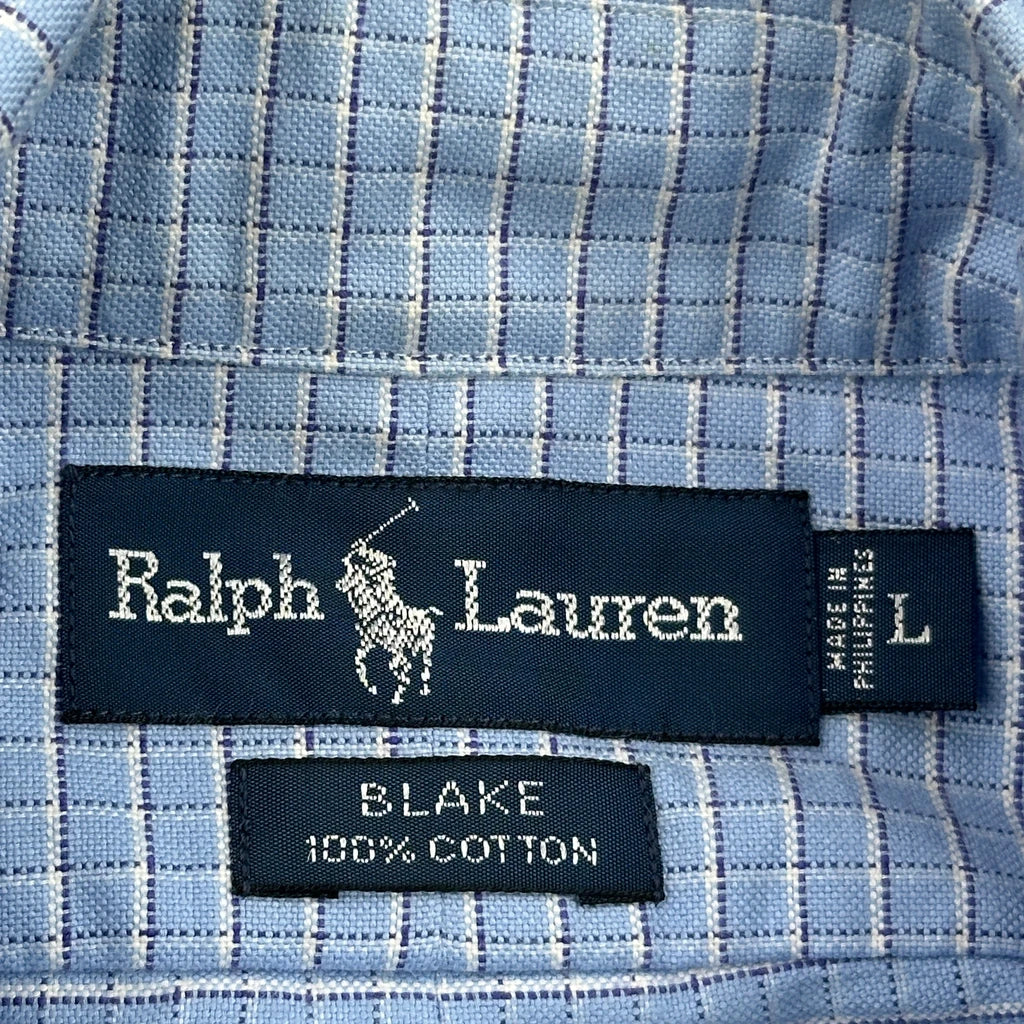 Ralph Lauren
MADE IN
PHILIPPINES
L
BLAKE
100% COTTON